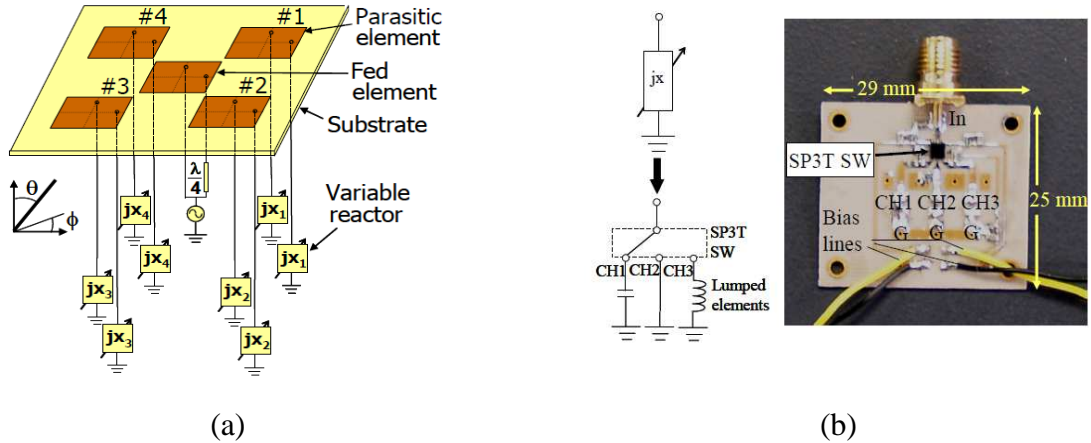 #4
#1
Parasitic
element
Fed
element
#3
#2
Substrate
θ
ϕ
λ
4
Variable
reactor
jx4
jx1
jx4
jx1
jx3
jx2
jx3
jx2
(a)
jx
SP3T
SW
CH1
CH2
CH3
Lumped
elements
29 mm
In
SP3T SW
25 mm
CH1 CH2 CH3
Bias
lines
G G G
(b)